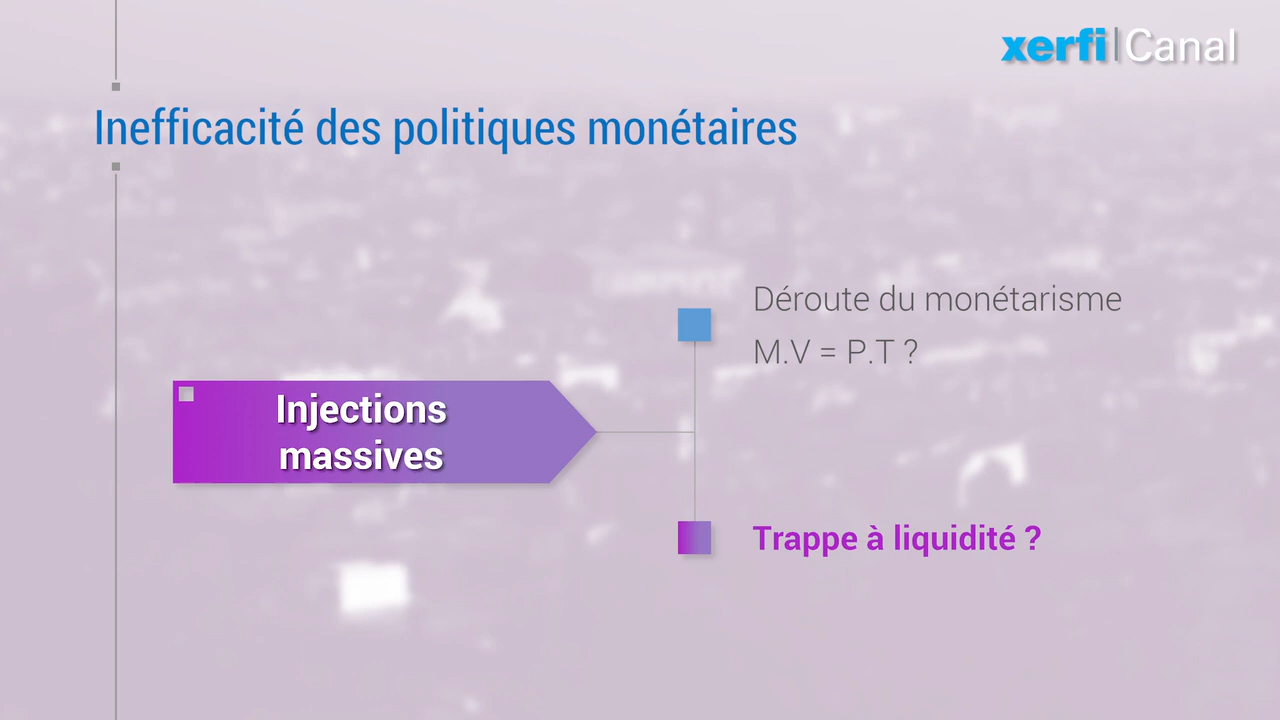 xerfi|Canal
Inefficacité des politiques monétaires
Déroute du monétarisme
M.V = P.T ?
Injections
massives
Trappe à liquidité ?